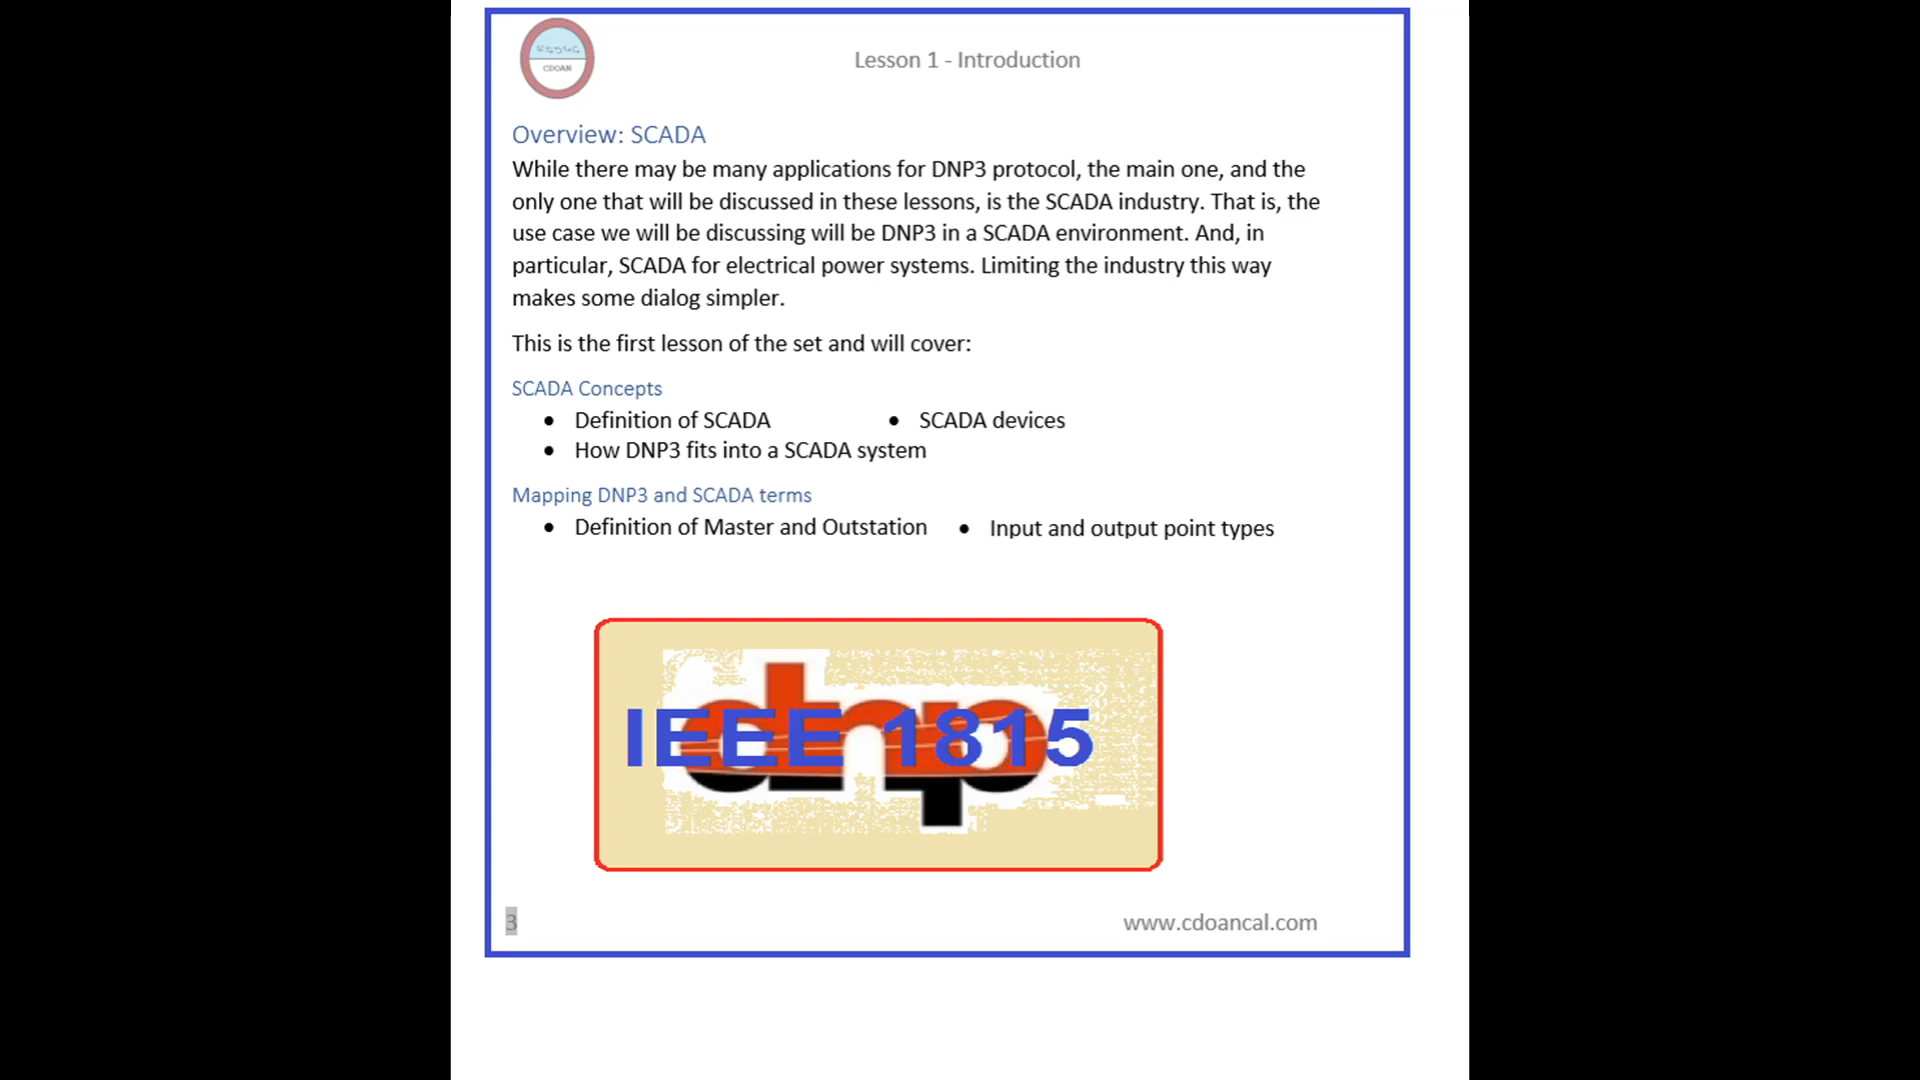 CDOAN
Lesson 1 - Introduction
Overview: SCADA
While there may be many applications for DNP3 protocol, the main one, and the
only one that will be discussed in these lessons, is the SCADA industry. That is, the
use case we will be discussing will be DNP3 in a SCADA environment. And, in
particular, SCADA for electrical power systems. Limiting the industry this way
makes some dialog simpler.
This is the first lesson of the set and will cover:
SCADA Concepts
• Definition of SCADA • SCADA devices
• How DNP3 fits into a SCADA system
Mapping DNP3 and SCADA terms
• Definition of Master and Outstation • Input and output point types
dnp
IEEE 1815
3 www.cdoancal.com